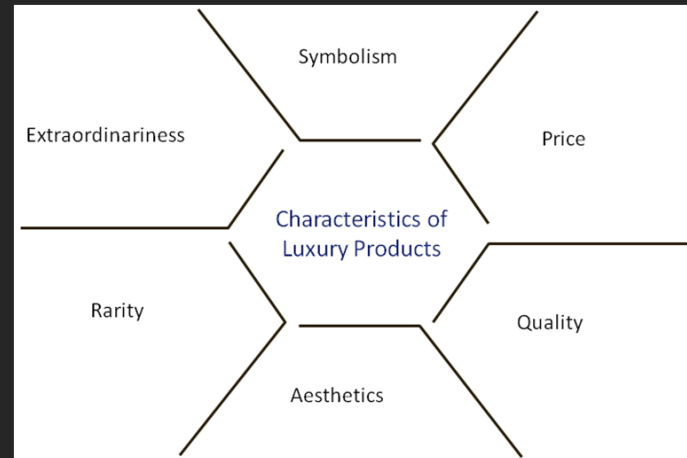 Symbolism
Extraordinariness
Price
Characteristics of
Luxury Products
Rarity
Quality
Aesthetics